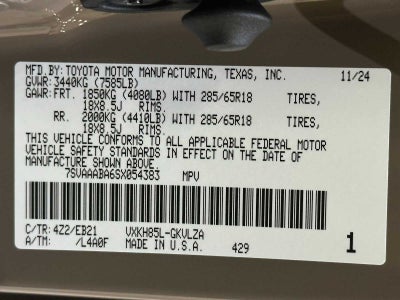 MFD.BY: TOYOTA MOTOR MANUFACTURING, TEXAS, INC. 11/24
GVWR: 3440KG (7585LB)
GAWR: FRT. 1850KG (4080LB) WITH 285/65R18 TIRES,
18X8.5J RIMS.
RR. 2000KG (4410LB) WITH 285/65R18 TIRES,
18X8.5J RIMS.
THIS VEHICLE CONFORMS TO ALL APPLICABLE FEDERAL MOTOR
VEHICLE SAFETY STANDARDS IN EFFECT ON THE DATE OF
MANUFACTURE SHOWN ABOVE.
7SVAAABA6SX054383 MPV
C/TR: 4Z2/EB21 VXKH85L-GKVLZA
A/TM: /L4A0F MADE IN U.S.A. 429 1